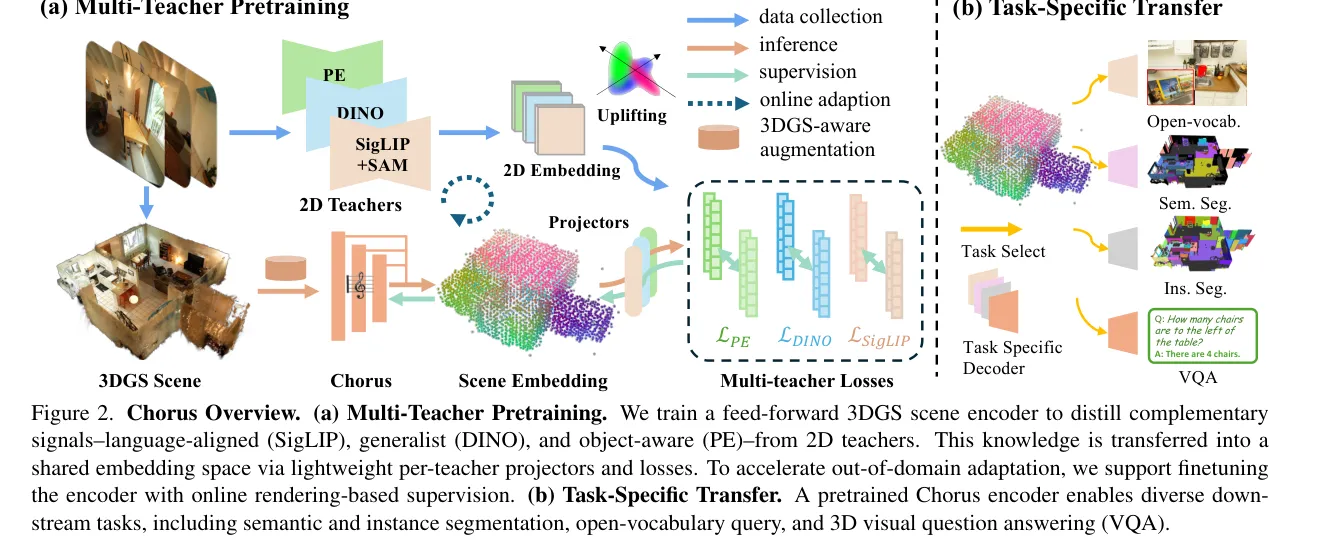 (a) Multi-Teacher Pretraining
PE
DINO
SigLIP
+SAM
2D Teachers
2D Embedding
Uplifting
data collection
inference
supervision
online adaption
3DGS-aware
augmentation
Projectors
ℒ_PE
ℒ_DINO
ℒ_SigLIP
3DGS Scene
Chorus
Scene Embedding
Multi-teacher Losses
(b) Task-Specific Transfer
Open-vocab.
Sem. Seg.
Task Select
Ins. Seg.
Task Specific
Decoder
Q: How many chairs
are to the left of
the table?
A: There are 4 chairs.
VQA
Figure 2. Chorus Overview. (a) Multi-Teacher Pretraining. We train a feed-forward 3DGS scene encoder to distill complementary
signals–language-aligned (SigLIP), generalist (DINO), and object-aware (PE)–from 2D teachers. This knowledge is transferred into a
shared embedding space via lightweight per-teacher projectors and losses. To accelerate out-of-domain adaptation, we support finetuning
the encoder with online rendering-based supervision. (b) Task-Specific Transfer. A pretrained Chorus encoder enables diverse down-
stream tasks, including semantic and instance segmentation, open-vocabulary query, and 3D visual question answering (VQA).